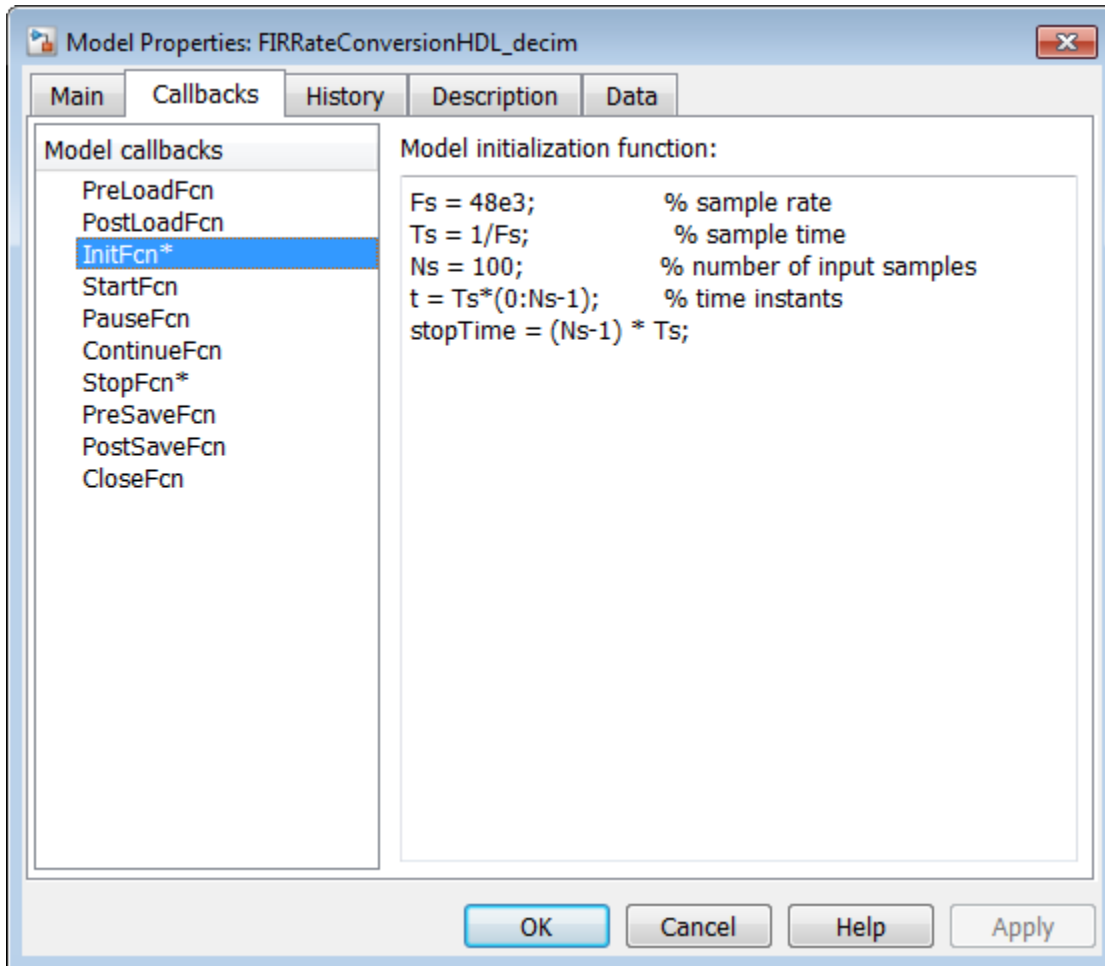 Model Properties: FIRRateConversionHDL_decim
Main Callbacks History Description Data
Model callbacks
PreLoadFcn
PostLoadFcn
InitFcn*
StartFcn
PauseFcn
ContinueFcn
StopFcn*
PreSaveFcn
PostSaveFcn
CloseFcn
Model initialization function:
Fs = 48e3; % sample rate
Ts = 1/Fs; % sample time
Ns = 100; % number of input samples
t = Ts*(0:Ns-1); % time instants
stopTime = (Ns-1) * Ts;
OK Cancel Help Apply